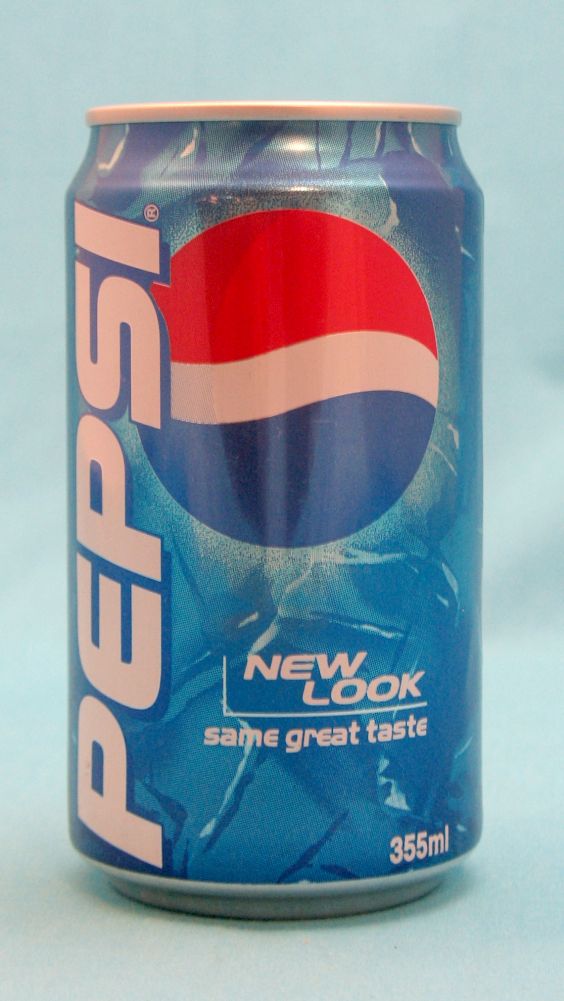 PEPSI®
NEW
LOOK
same great taste
355ml